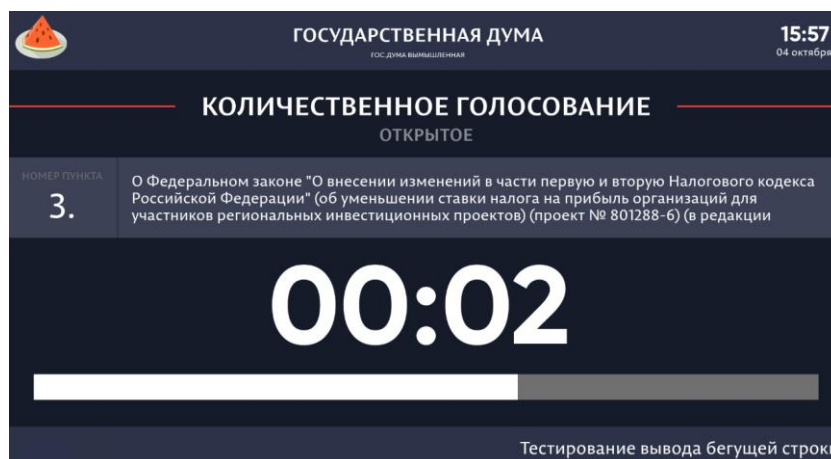 ГОСУДАРСТВЕННАЯ ДУМА
ГОС.ДУМА ВЫМЫШЛЕННАЯ
15:57
04 октября
КОЛИЧЕСТВЕННОЕ ГОЛОСОВАНИЕ
ОТКРЫТОЕ
НОМЕР ПУНКТА
3.
О Федеральном законе "О внесении изменений в части первую и вторую Налогового кодекса
Российской Федерации" (об уменьшении ставки налога на прибыль организаций для
участников региональных инвестиционных проектов) (проект № 801288-6) (в редакции
00:02
Тестирование вывода бегущей строки